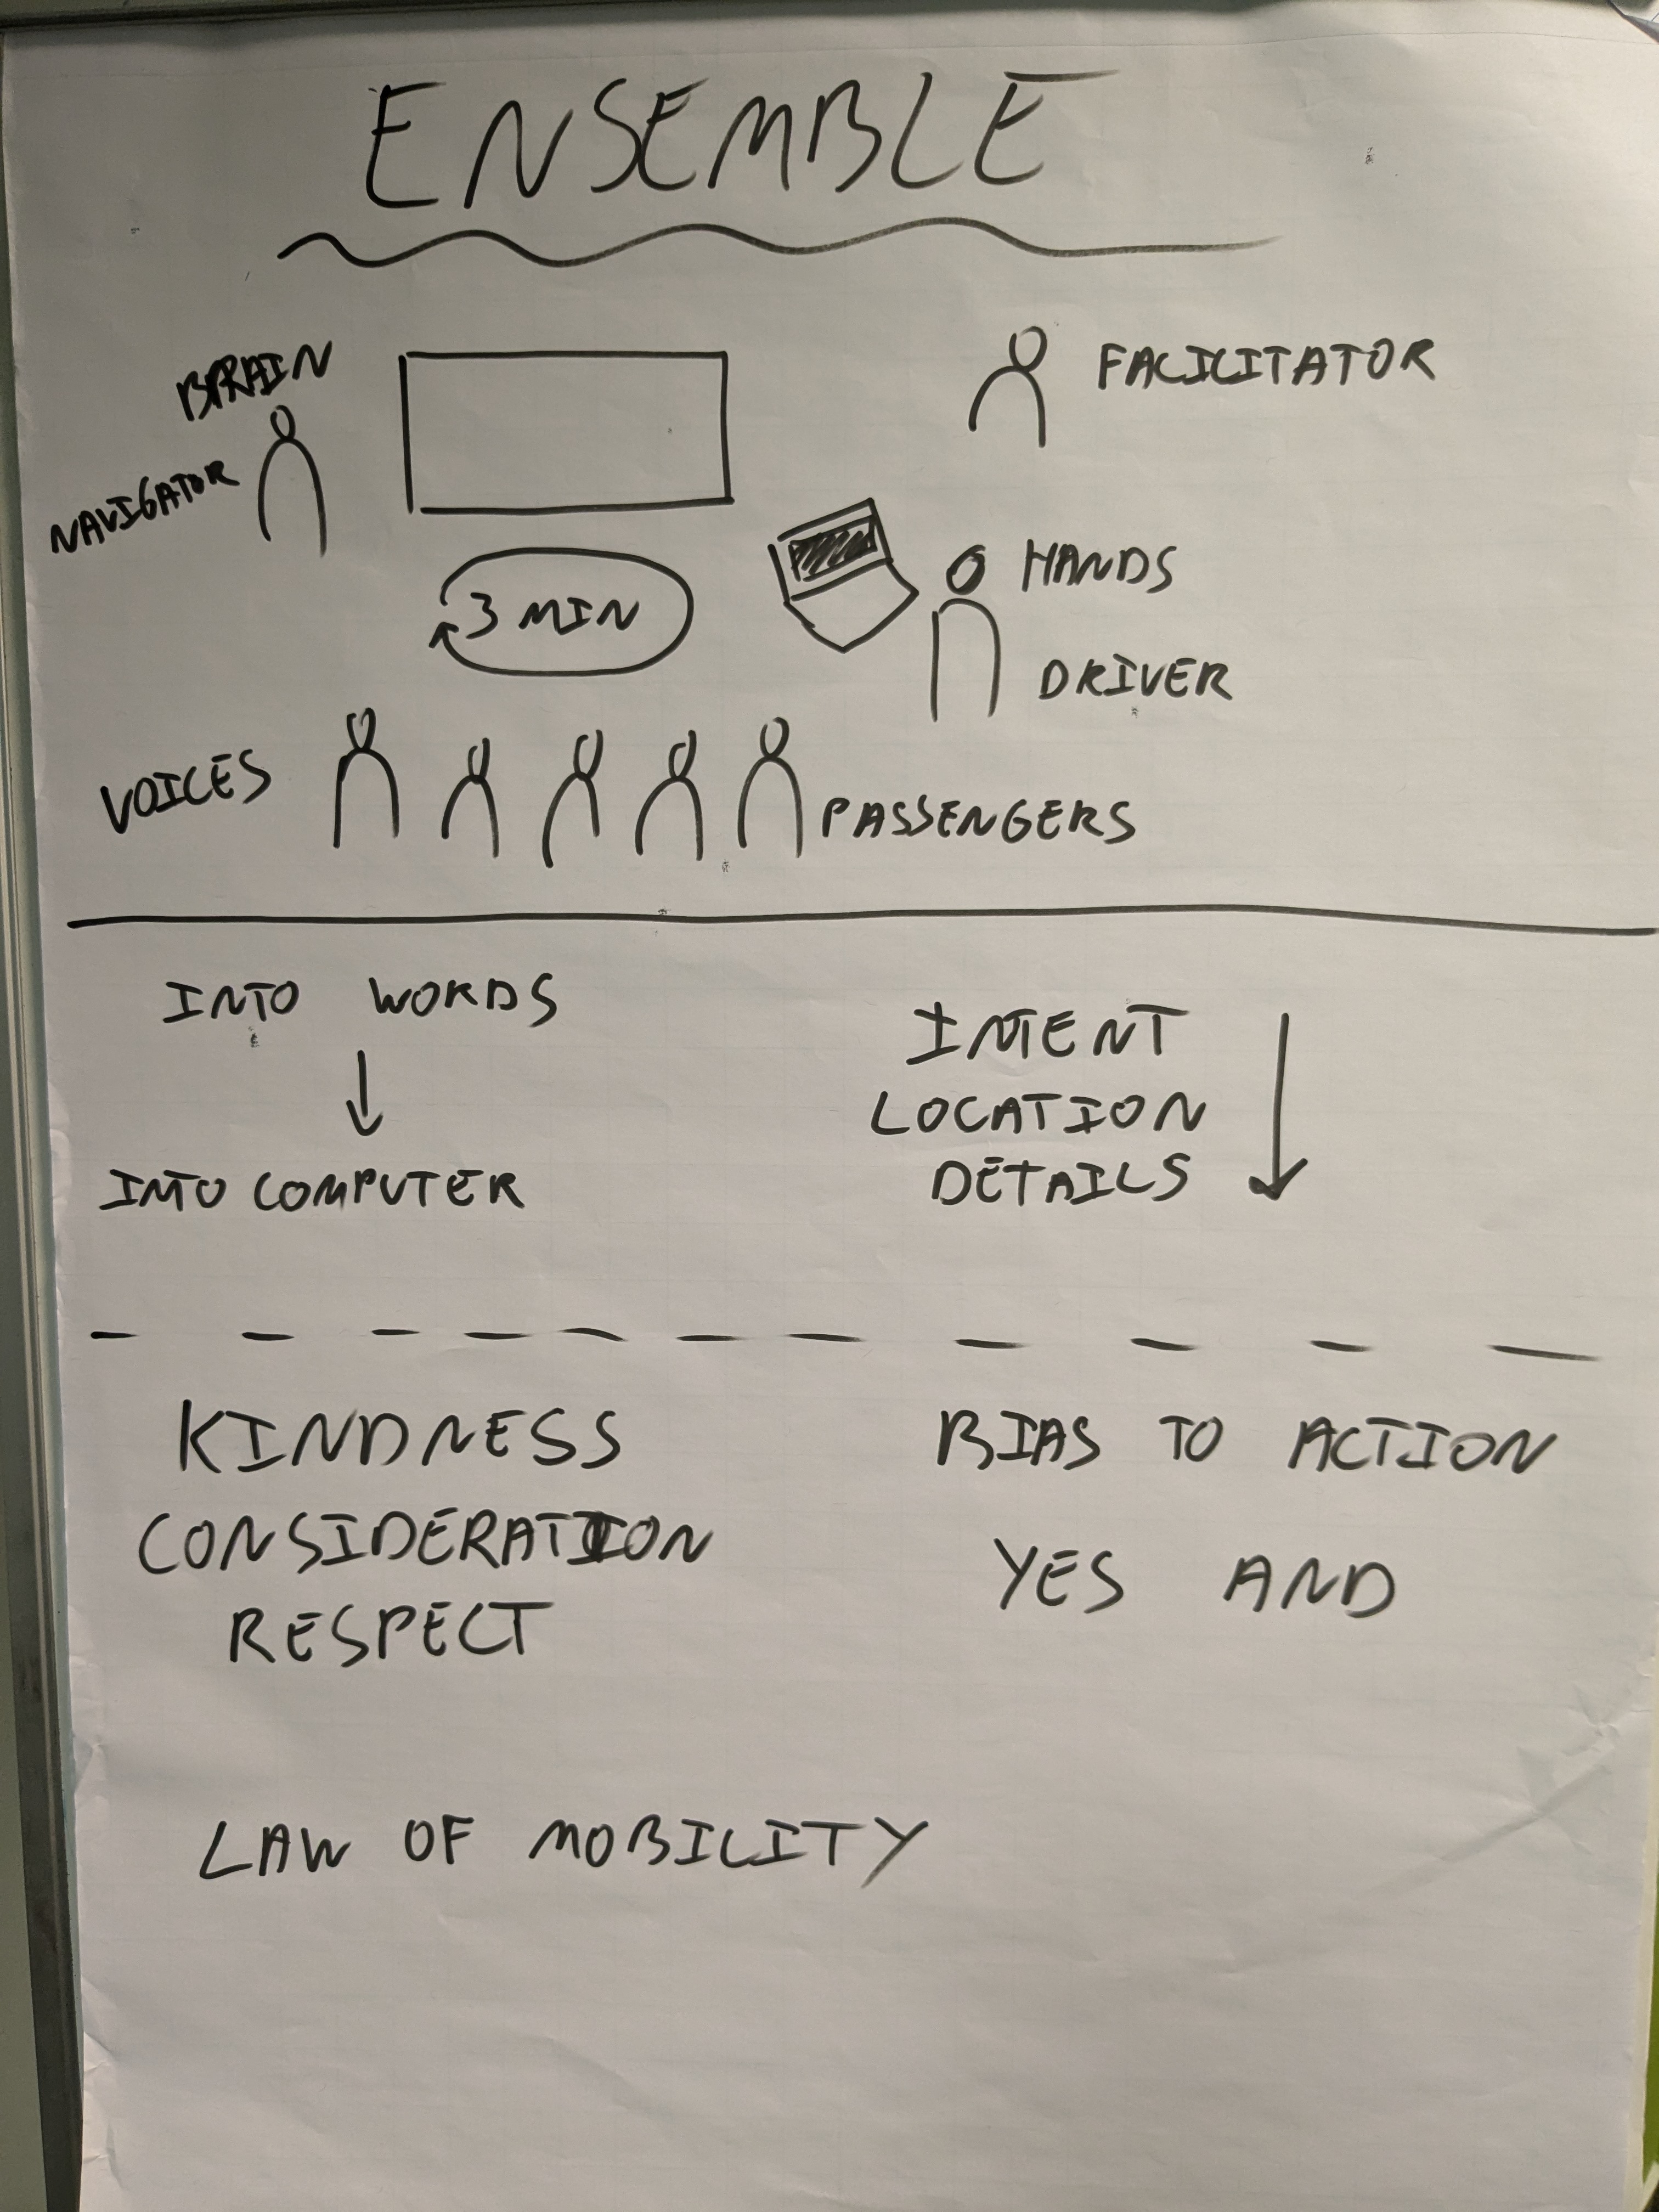 ENSEMBLE
BRAIN
NAVIGATOR
FACILITATOR
HANDS
DRIVER
3 MIN
VOICES
PASSENGERS
INTO WORDS
INTO COMPUTER
INTENT
LOCATION
DETAILS
KINDNESS
CONSIDERATION
RESPECT
BIAS TO ACTION
YES AND
LAW OF MOBILITY